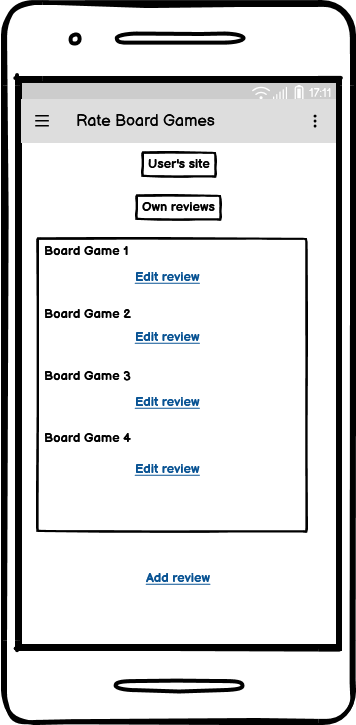 17:11
Rate Board Games
User's site
Own reviews
Board Game 1
Edit review
Board Game 2
Edit review
Board Game 3
Edit review
Board Game 4
Edit review
Add review